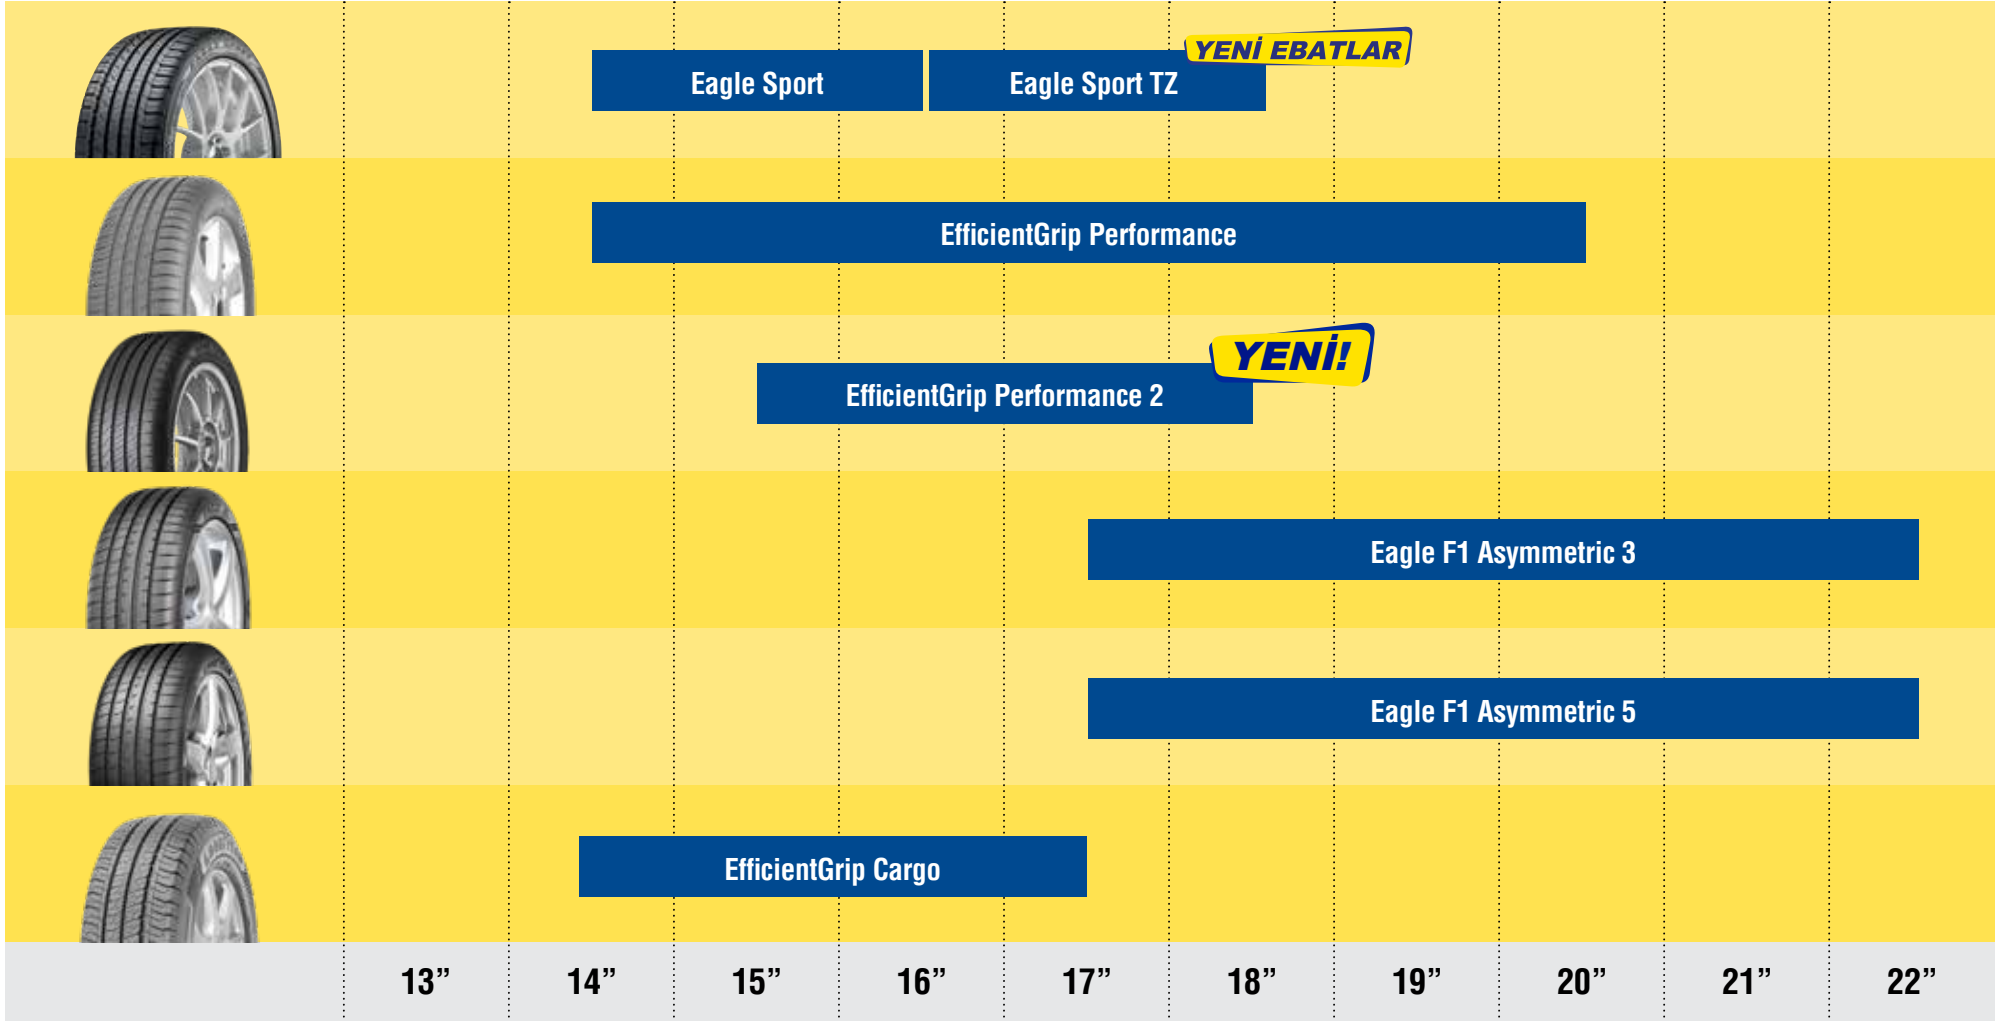 YENİ EBATLAR
Eagle Sport
Eagle Sport TZ
EfficientGrip Performance
YENİ!
EfficientGrip Performance 2
Eagle F1 Asymmetric 3
Eagle F1 Asymmetric 5
EfficientGrip Cargo
13” 14” 15” 16” 17” 18” 19” 20” 21” 22”